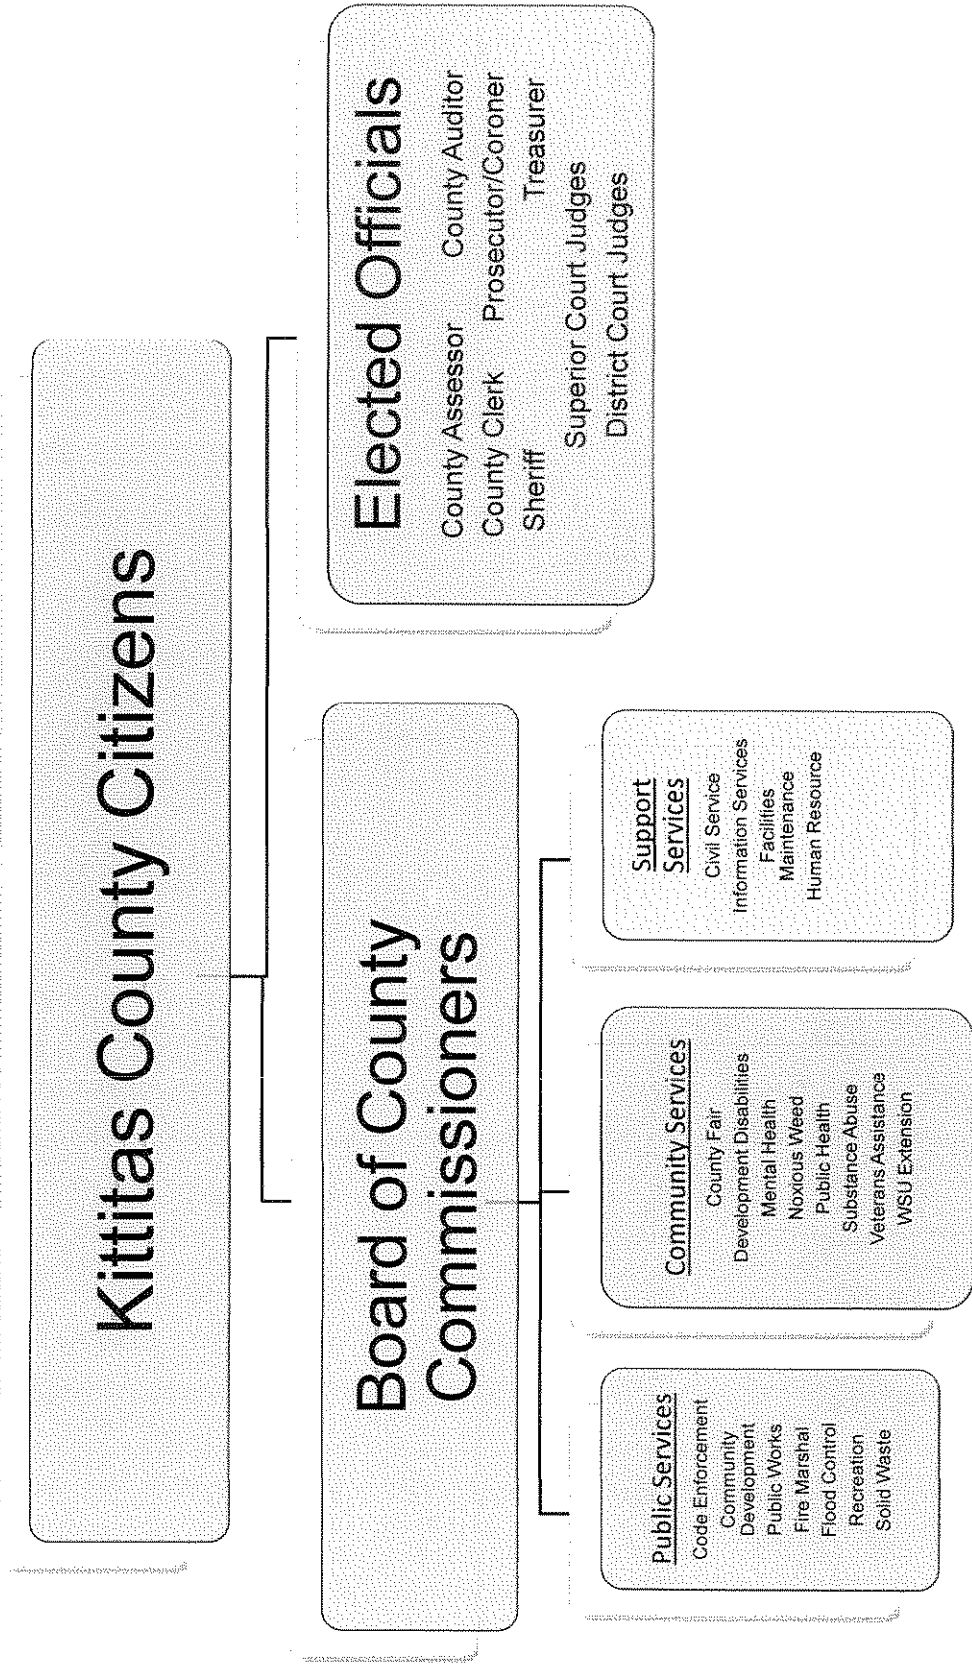 Kittitas County Citizens
Board of County
Commissioners
Elected Officials
County Assessor County Auditor
County Clerk Prosecutor/Coroner
Sheriff Treasurer
Superior Court Judges
District Court Judges
Public Services
Code Enforcement
Community
Development
Public Works
Fire Marshal
Flood Control
Recreation
Solid Waste
Community Services
County Fair
Development Disabilities
Mental Health
Noxious Weed
Public Health
Substance Abuse
Veterans Assistance
WSU Extension
Support
Services
Civil Service
Information Services
Facilities
Maintenance
Human Resource